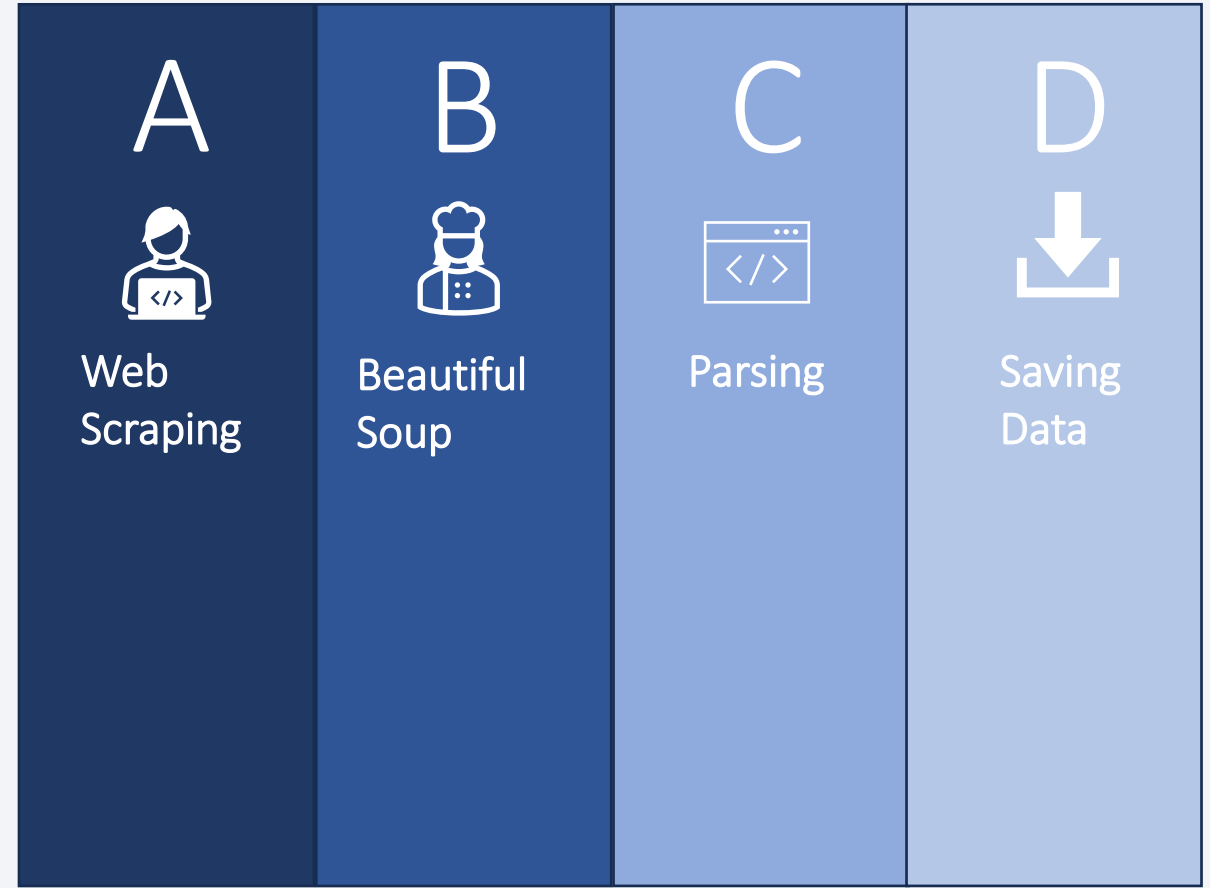 A
</>
Web
Scraping
B
Beautiful
Soup
C
</>
Parsing
D
Saving
Data